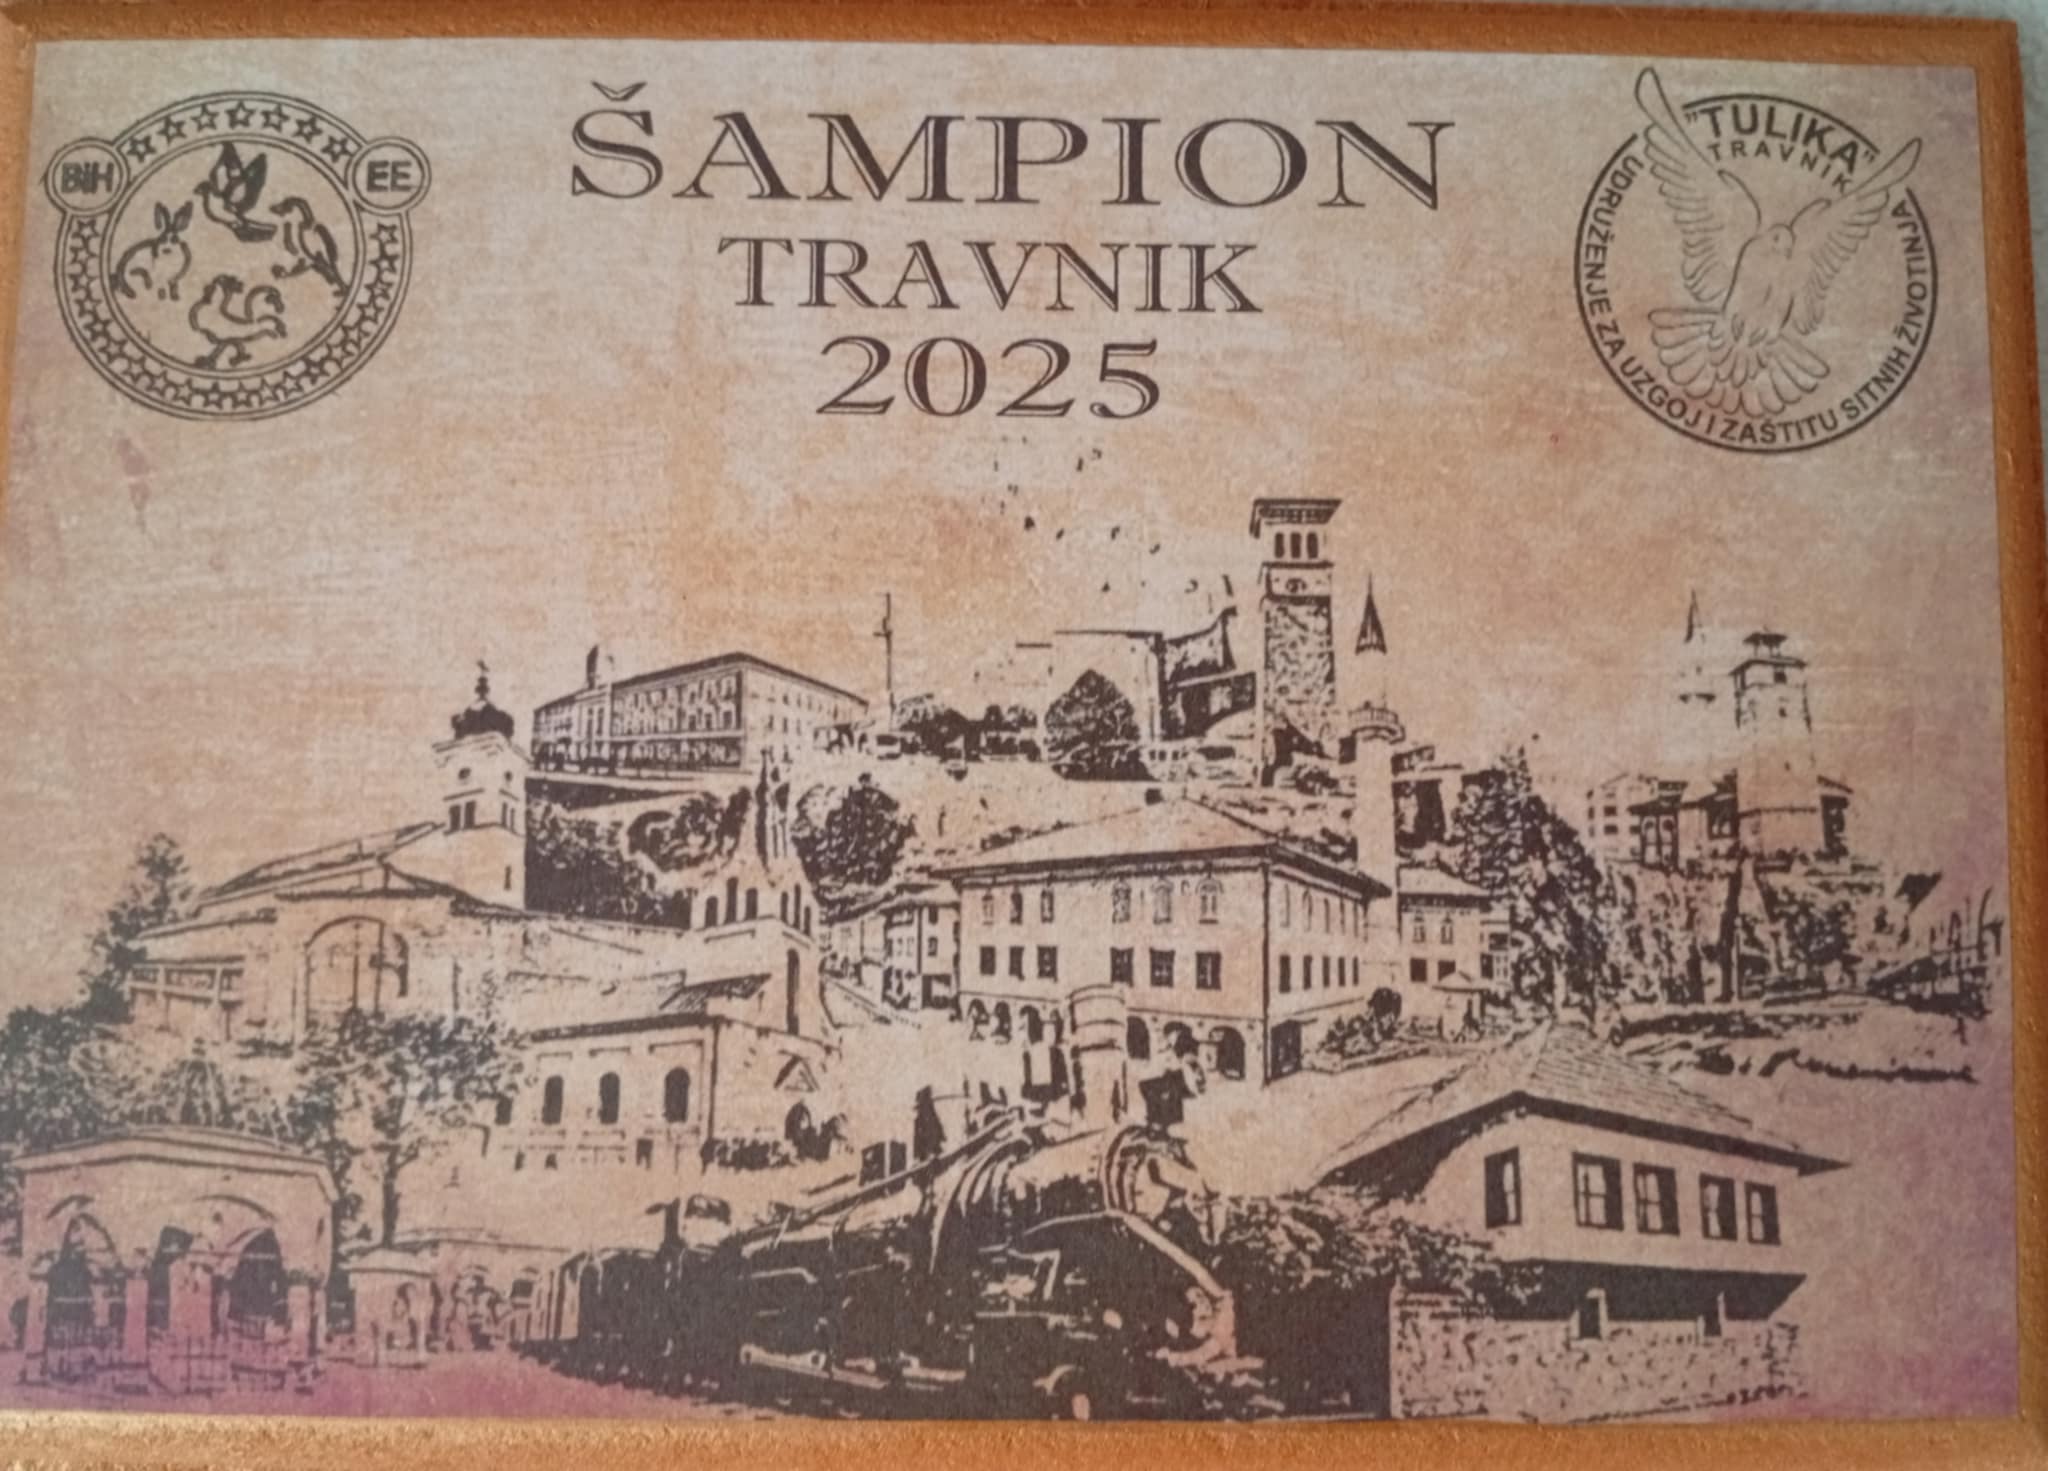 BiH
EE
ŠAMPION
TRAVNIK
2025
"TULIKA"
TRAVNIK
UDRUŽENJE ZA UZGOJ I ZAŠTITU SITNIH ŽIVOTINJA